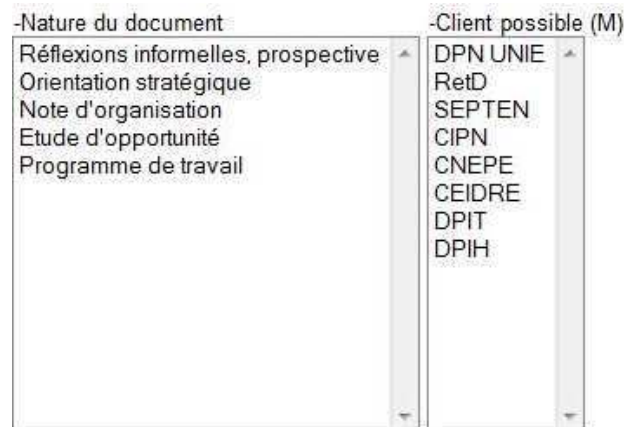 -Nature du document
Réflexions informelles, prospective
Orientation stratégique
Note d'organisation
Etude d'opportunité
Programme de travail
-Client possible (M)
DPN UNIE
RetD
SEPTEN
CIPN
CNEPE
CEIDRE
DPIT
DPIH